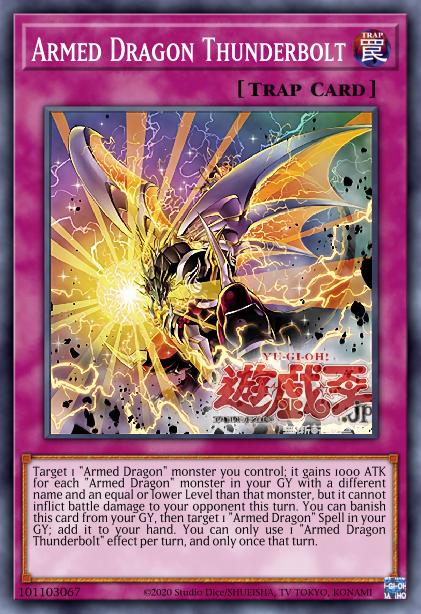 ARMED DRAGON THUNDERBOLT
TRAP
罠
[TRAP CARD]
YU-GI-OH!
遊戯王
.jp
Target 1 "Armed Dragon" monster you control; it gains 1000 ATK
for each "Armed Dragon" monster in your GY with a different
name and an equal or lower Level than that monster, but it cannot
inflict battle damage to your opponent this turn. You can banish
this card from your GY, then target 1 "Armed Dragon" Spell in your
GY; add it to your hand. You can only use 1 "Armed Dragon
Thunderbolt" effect per turn, and only once that turn.
101103067
©2020 Studio Dice/SHUEISHA, TV TOKYO, KONAMI